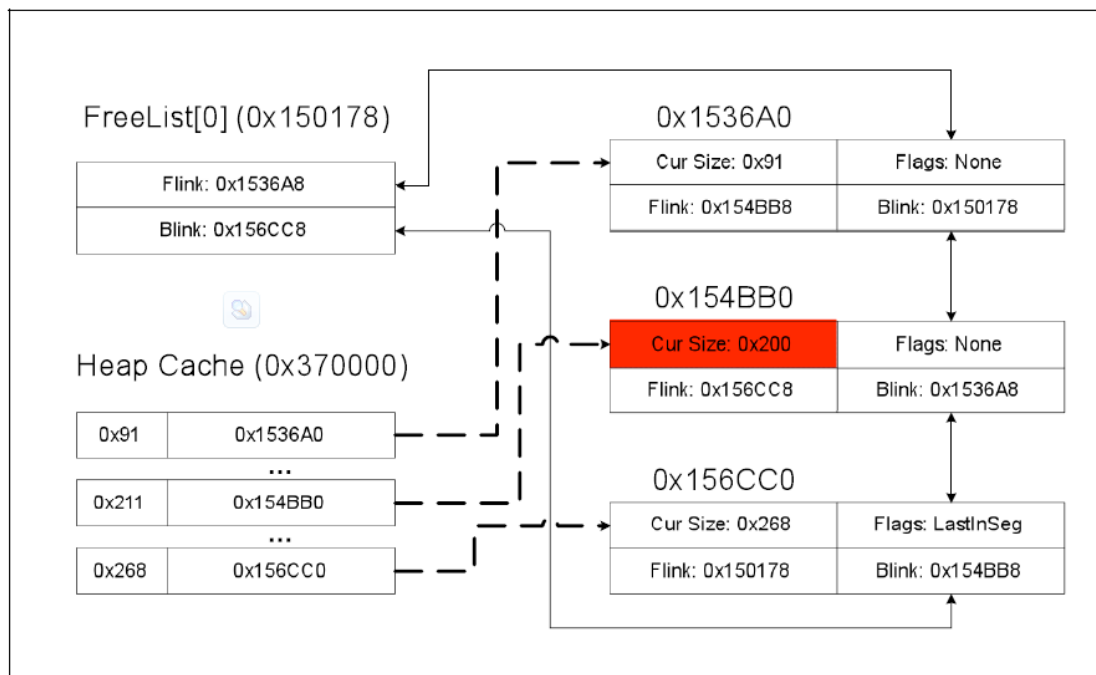 FreeList[0] (0x150178)
Flink: 0x1536A8
Blink: 0x156CC8
Heap Cache (0x370000)
0x91 0x1536A0
...
0x211 0x154BB0
...
0x268 0x156CC0
0x1536A0
Cur Size: 0x91 Flags: None
Flink: 0x154BB8 Blink: 0x150178
0x154BB0
Cur Size: 0x200 Flags: None
Flink: 0x156CC8 Blink: 0x1536A8
0x156CC0
Cur Size: 0x268 Flags: LastInSeg
Flink: 0x150178 Blink: 0x154BB8